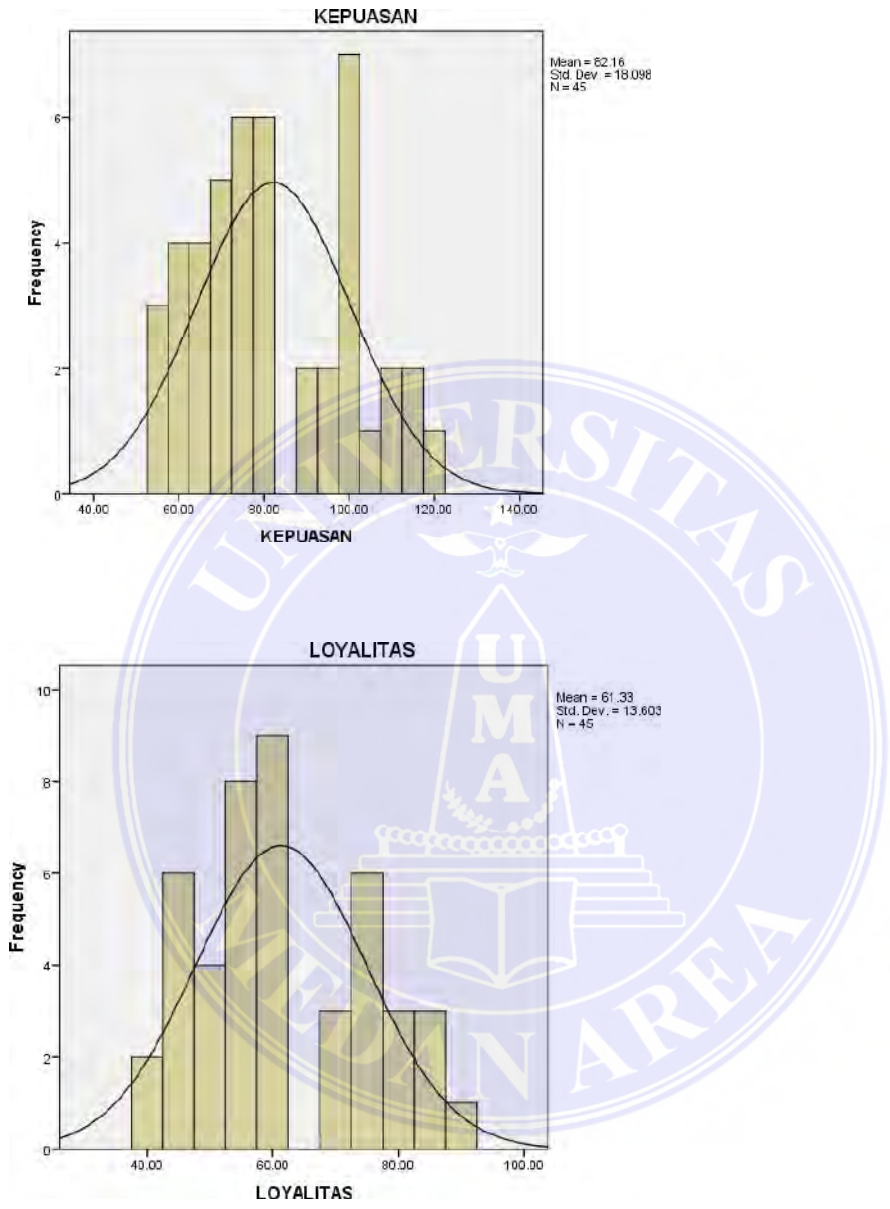 KEPUASAN
Mean = 82.16
Std. Dev. = 18.098
N = 45
Frequency
6
4
2
0
40.00 60.00 80.00 100.00 120.00 140.00
KEPUASAN
UNIVERSITAS
UMA
MEDAN AREA
LOYALITAS
Mean = 61.33
Std. Dev. = 13.603
N = 45
Frequency
10
8
6
4
2
0
40.00 60.00 80.00 100.00
LOYALITAS